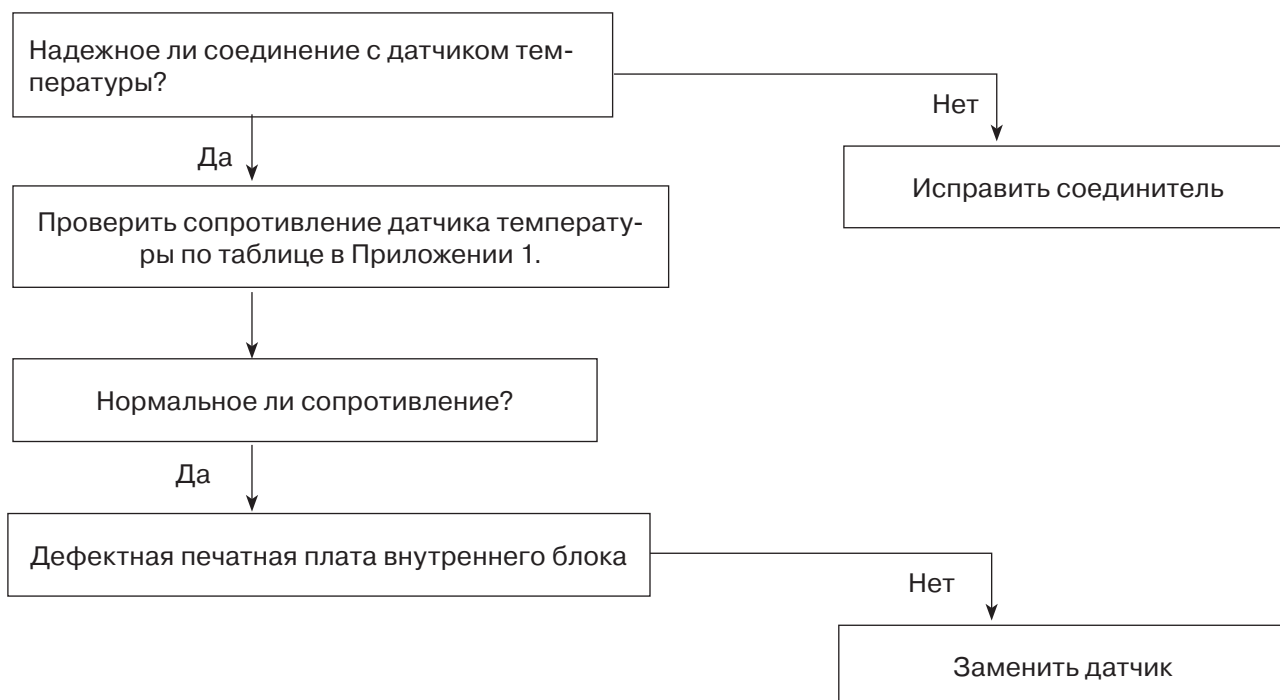 Надежное ли соединение с датчиком тем-
пературы?
Нет
Да
Исправить соединитель
Проверить сопротивление датчика температу-
ры по таблице в Приложении 1.
Нормальное ли сопротивление?
Да
Дефектная печатная плата внутреннего блока
Нет
Заменить датчик